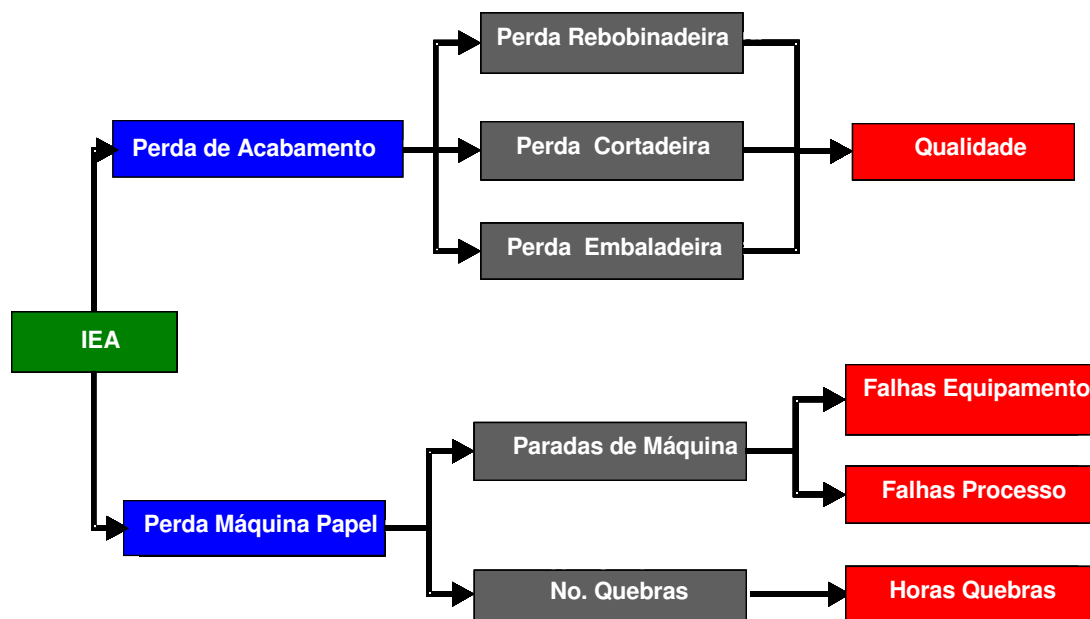 Perda Rebobinadeira
Perda de Acabamento
Perda Cortadeira
Qualidade
Perda Embaladeira
IEA
Falhas Equipamento
Paradas de Máquina
Falhas Processo
Perda Máquina Papel
No. Quebras
Horas Quebras